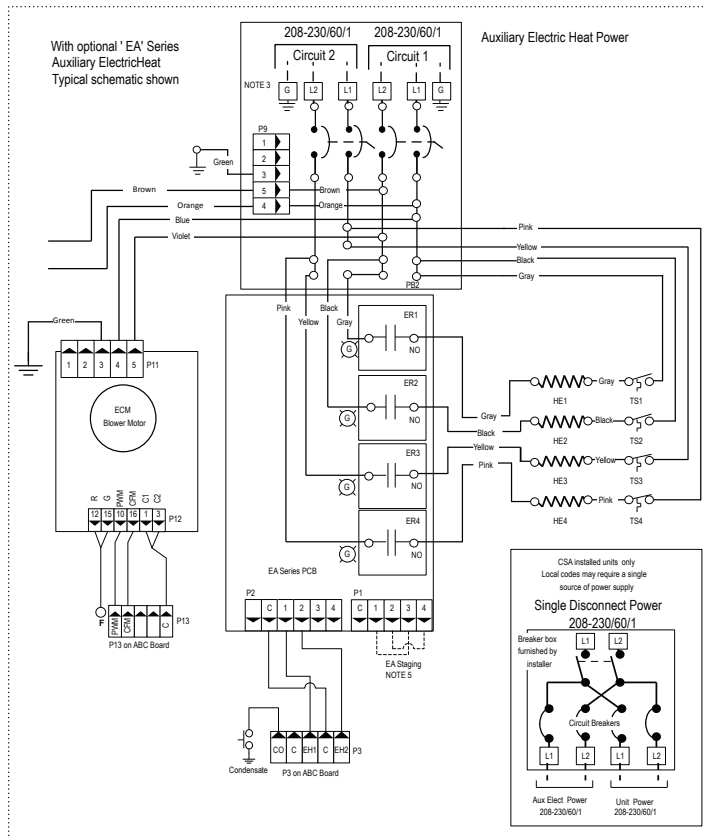 With optional ' EA' Series
Auxiliary ElectricHeat
Typical schematic shown
208-230/60/1 208-230/60/1
Circuit 2 Circuit 1
Auxiliary Electric Heat Power
NOTE 3
G L2 L1 L2 L1 G
P9
1
2
3
5
4
Green
Brown Brown
Orange Orange
Blue
Violet
Pink
Yellow
Black
Gray
PB2
Pink
Yellow
Black
Gray
Green
1 2 3 4 5 P11
ECM
Blower Motor
R G PWM CFM C1 C2
12 15 10 16 1 3 P12
F
PWM CFM C P13
P13 on ABC Board
ER1
G NO
ER2
G NO
ER3
G NO
ER4
G NO
EA Series PCB
Gray
Black
Yellow
Pink
Gray
HE1 TS1
Black
HE2 TS2
Yellow
HE3 TS3
Pink
HE4 TS4
P2 P1
C 1 2 3 4 C 1 2 3 4
EA Staging
NOTE 5
CO C EH1 C EH2 P3
Condensate
P3 on ABC Board
CSA installed units only
Local codes may require a single
source of power supply
Single Disconnect Power
208-230/60/1
Breaker box
furnished by
installer
L1 L2
Circuit Breakers
L1 L2 L1 L2
Aux Elect Power
208-230/60/1
Unit Power
208-230/60/1